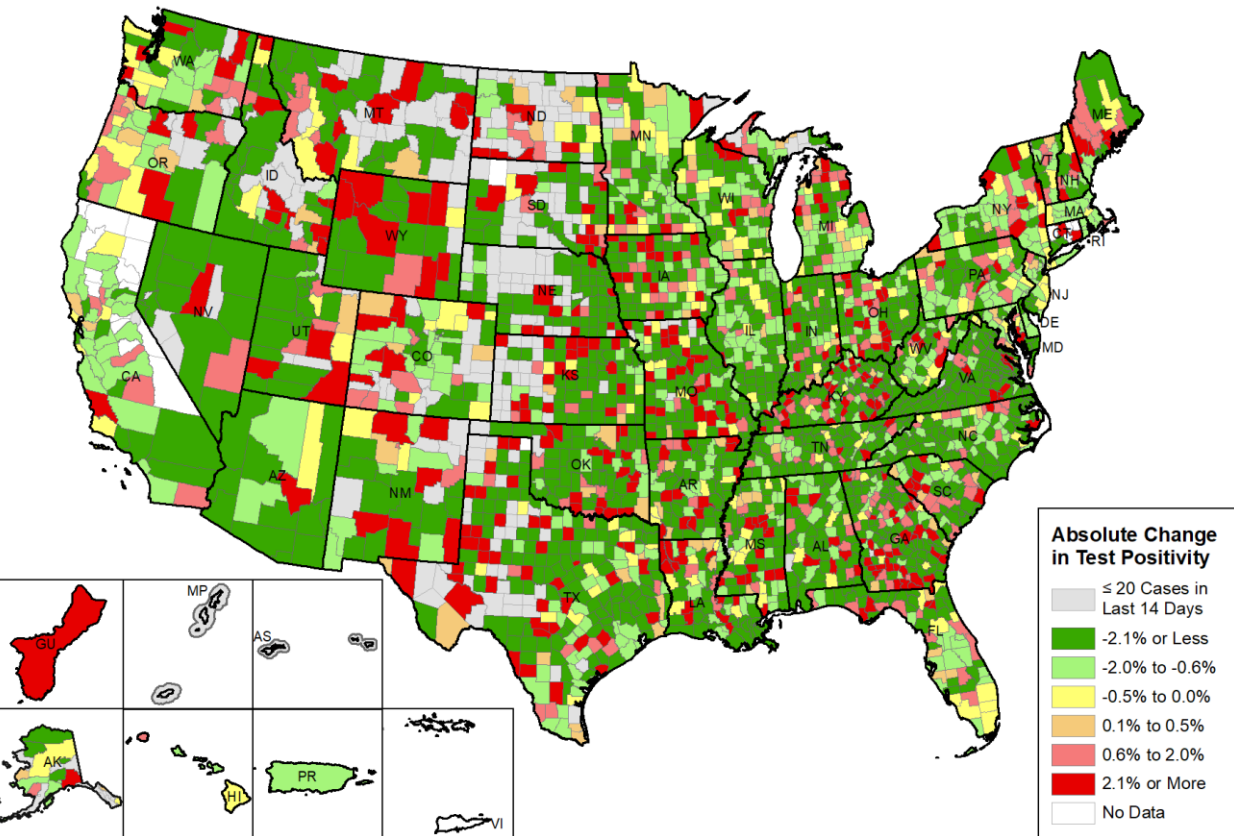 WA
MT
ND
MN
ME
OR
ID
SD
WI
VT
NH
NY
MA
CT
RI
WY
MI
IA
PA
NJ
NE
NV
UT
CO
IL
IN
OH
DE
MD
WV
CA
KS
MO
KY
VA
TN
NC
AZ
NM
OK
AR
SC
MS
AL
GA
TX
LA
FL
Absolute Change
in Test Positivity
≤ 20 Cases in
Last 14 Days
-2.1% or Less
-2.0% to -0.6%
-0.5% to 0.0%
0.1% to 0.5%
0.6% to 2.0%
2.1% or More
No Data
GU
MP
AS
AK
HI
PR
VI